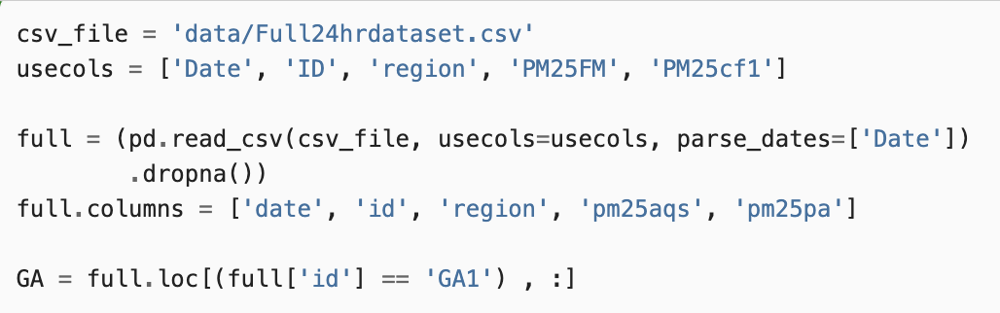 csv_file = 'data/Full24hrdataset.csv'
usecols = ['Date', 'ID', 'region', 'PM25FM', 'PM25cf1']
full = (pd.read_csv(csv_file, usecols=usecols, parse_dates=['Date'])
        .dropna())
full.columns = ['date', 'id', 'region', 'pm25aqs', 'pm25pa']
GA = full.loc[(full['id'] == 'GA1') , :]